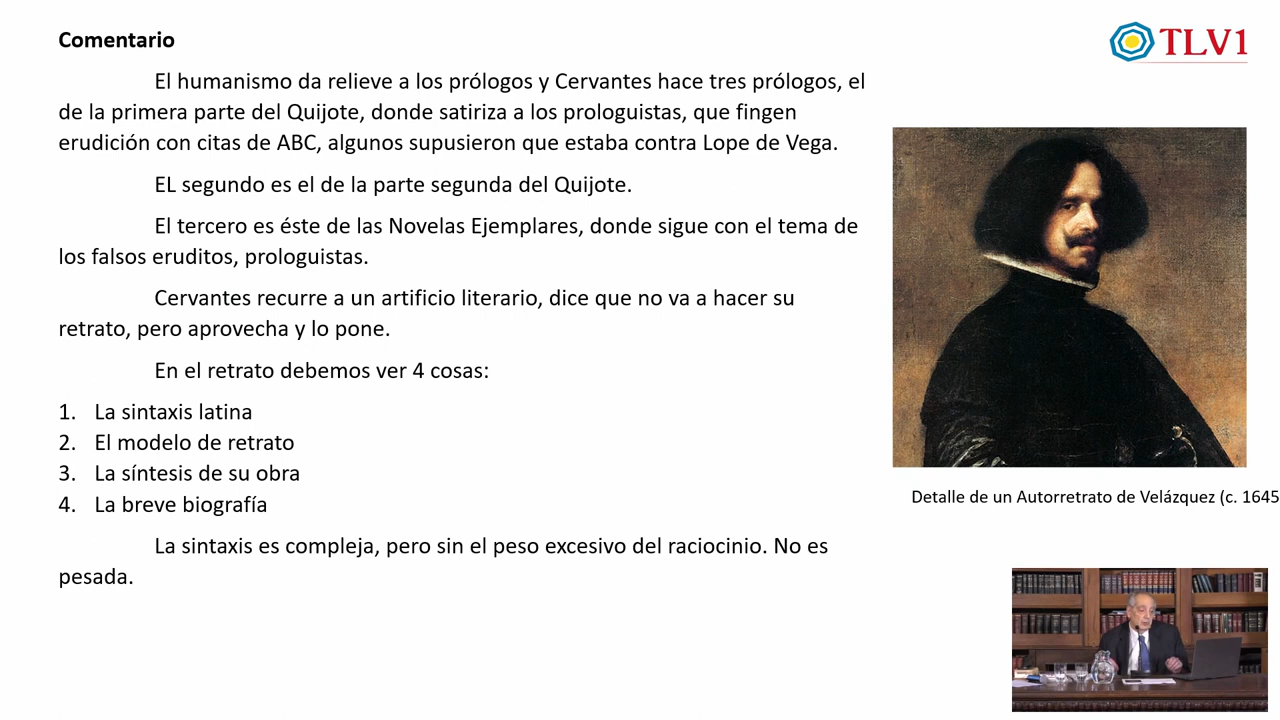 Comentario
El humanismo da relieve a los prólogos y Cervantes hace tres prólogos, el
de la primera parte del Quijote, donde satiriza a los prologuistas, que fingen
erudición con citas de ABC, algunos supusieron que estaba contra Lope de Vega.
EL segundo es el de la parte segunda del Quijote.
El tercero es éste de las Novelas Ejemplares, donde sigue con el tema de
los falsos eruditos, prologuistas.
Cervantes recurre a un artificio literario, dice que no va a hacer su
retrato, pero aprovecha y lo pone.
En el retrato debemos ver 4 cosas:
1. La sintaxis latina
2. El modelo de retrato
3. La síntesis de su obra
4. La breve biografía
La sintaxis es compleja, pero sin el peso excesivo del raciocinio. No es
pesada.
TLV1
Detalle de un Autorretrato de Velázquez (c. 1645